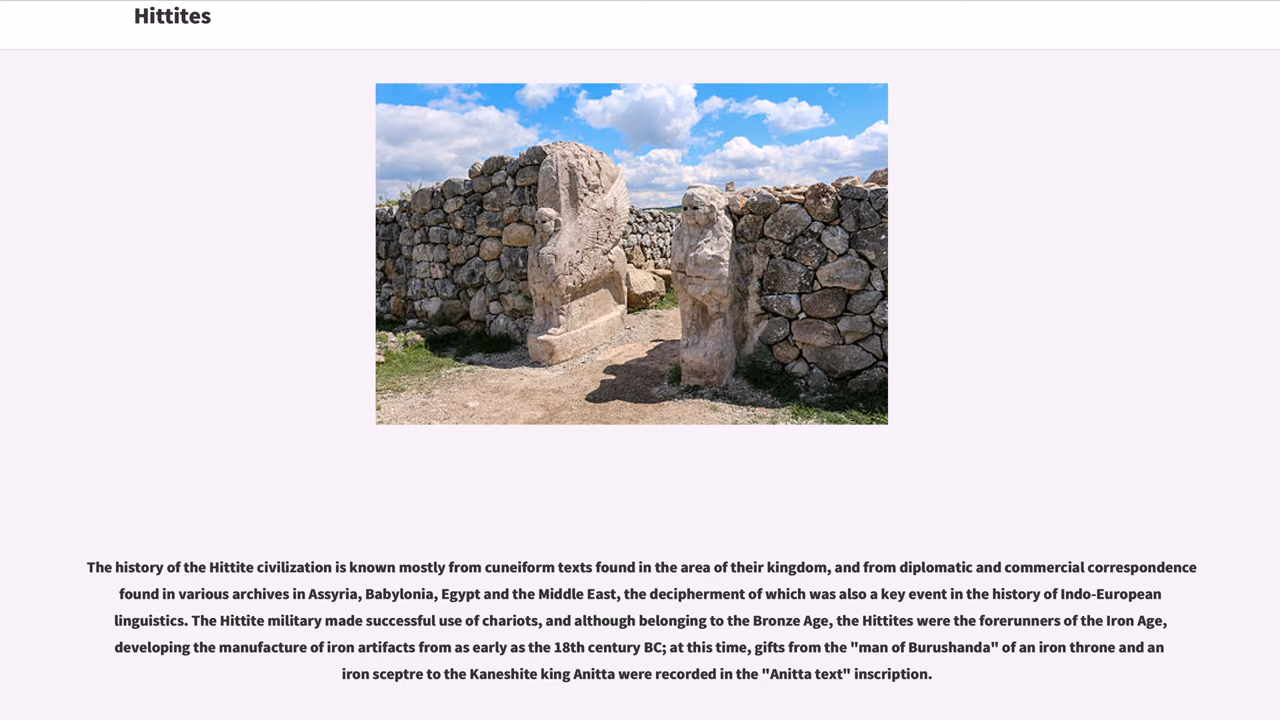 Hittites
The history of the Hittite civilization is known mostly from cuneiform texts found in the area of their kingdom, and from diplomatic and commercial correspondence
found in various archives in Assyria, Babylonia, Egypt and the Middle East, the decipherment of which was also a key event in the history of Indo-European
linguistics. The Hittite military made successful use of chariots, and although belonging to the Bronze Age, the Hittites were the forerunners of the Iron Age,
developing the manufacture of iron artifacts from as early as the 18th century BC; at this time, gifts from the "man of Burushanda" of an iron throne and an
iron sceptre to the Kaneshite king Anitta were recorded in the "Anitta text" inscription.